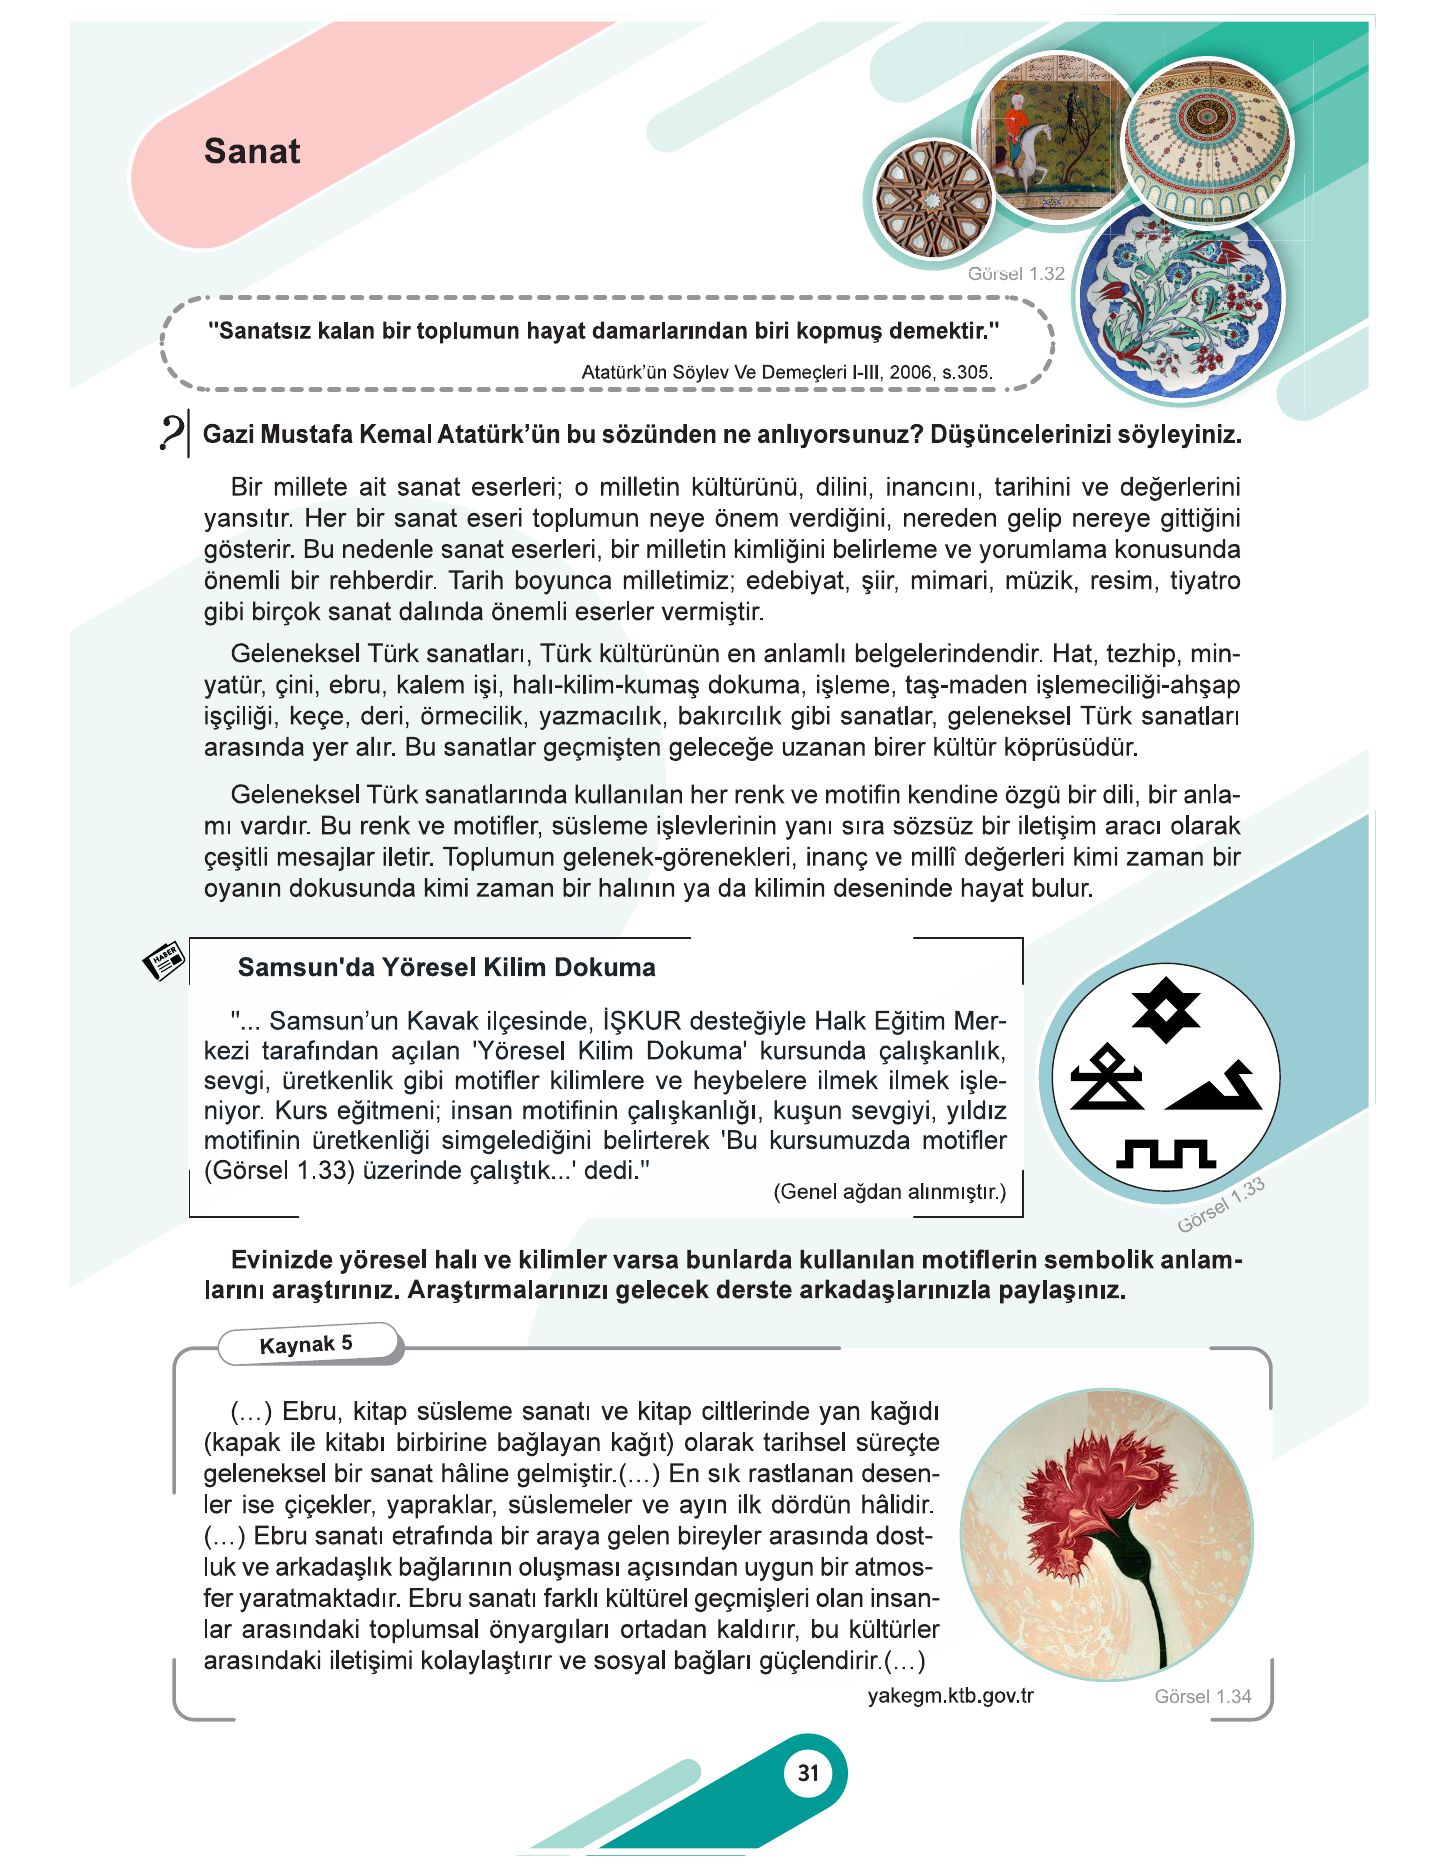 Sanat
Görsel 1.32
"Sanatsız kalan bir toplumun hayat damarlarından biri kopmuş demektir."
Atatürk’ün Söylev Ve Demeçleri I-III, 2006, s.305.
? Gazi Mustafa Kemal Atatürk’ün bu sözünden ne anlıyorsunuz? Düşüncelerinizi söyleyiniz.
Bir millete ait sanat eserleri; o milletin kültürünü, dilini, inancını, tarihini ve değerlerini
yansıtır. Her bir sanat eseri toplumun neye önem verdiğini, nereden gelip nereye gittiğini
gösterir. Bu nedenle sanat eserleri, bir milletin kimliğini belirleme ve yorumlama konusunda
önemli bir rehberdir. Tarih boyunca milletimiz; edebiyat, şiir, mimari, müzik, resim, tiyatro
gibi birçok sanat dalında önemli eserler vermiştir.
Geleneksel Türk sanatları, Türk kültürünün en anlamlı belgelerindendir. Hat, tezhip, min-
yatür, çini, ebru, kalem işi, halı-kilim-kumaş dokuma, işleme, taş-maden işlemeciliği-ahşap
işçiliği, keçe, deri, örmecilik, yazmacılık, bakırcılık gibi sanatlar, geleneksel Türk sanatları
arasında yer alır. Bu sanatlar geçmişten geleceğe uzanan birer kültür köprüsüdür.
Geleneksel Türk sanatlarında kullanılan her renk ve motifin kendine özgü bir dili, bir anla-
mı vardır. Bu renk ve motifler, süsleme işlevlerinin yanı sıra sözsüz bir iletişim aracı olarak
çeşitli mesajlar iletir. Toplumun gelenek-görenekleri, inanç ve millî değerleri kimi zaman bir
oyanın dokusunda kimi zaman bir halının ya da kilimin deseninde hayat bulur.
HABER
Samsun'da Yöresel Kilim Dokuma
"... Samsun’un Kavak ilçesinde, İŞKUR desteğiyle Halk Eğitim Mer-
kezi tarafından açılan 'Yöresel Kilim Dokuma' kursunda çalışkanlık,
sevgi, üretkenlik gibi motifler kilimlere ve heybelere ilmek ilmek işle-
niyor. Kurs eğitmeni; insan motifinin çalışkanlığı, kuşun sevgiyi, yıldız
motifinin üretkenliği simgelediğini belirterek 'Bu kursumuzda motifler
(Görsel 1.33) üzerinde çalıştık...' dedi."
(Genel ağdan alınmıştır.)
Görsel 1.33
Evinizde yöresel halı ve kilimler varsa bunlarda kullanılan motiflerin sembolik anlam-
larını araştırınız. Araştırmalarınızı gelecek derste arkadaşlarınızla paylaşınız.
Kaynak 5
(…) Ebru, kitap süsleme sanatı ve kitap ciltlerinde yan kağıdı
(kapak ile kitabı birbirine bağlayan kağıt) olarak tarihsel süreçte
geleneksel bir sanat hâline gelmiştir.(…) En sık rastlanan desen-
ler ise çiçekler, yapraklar, süslemeler ve ayın ilk dördün hâlidir.
(…) Ebru sanatı etrafında bir araya gelen bireyler arasında dost-
luk ve arkadaşlık bağlarının oluşması açısından uygun bir atmos-
fer yaratmaktadır. Ebru sanatı farklı kültürel geçmişleri olan insan-
lar arasındaki toplumsal önyargıları ortadan kaldırır, bu kültürler
arasındaki iletişimi kolaylaştırır ve sosyal bağları güçlendirir.(…)
yakegm.ktb.gov.tr
Görsel 1.34
31